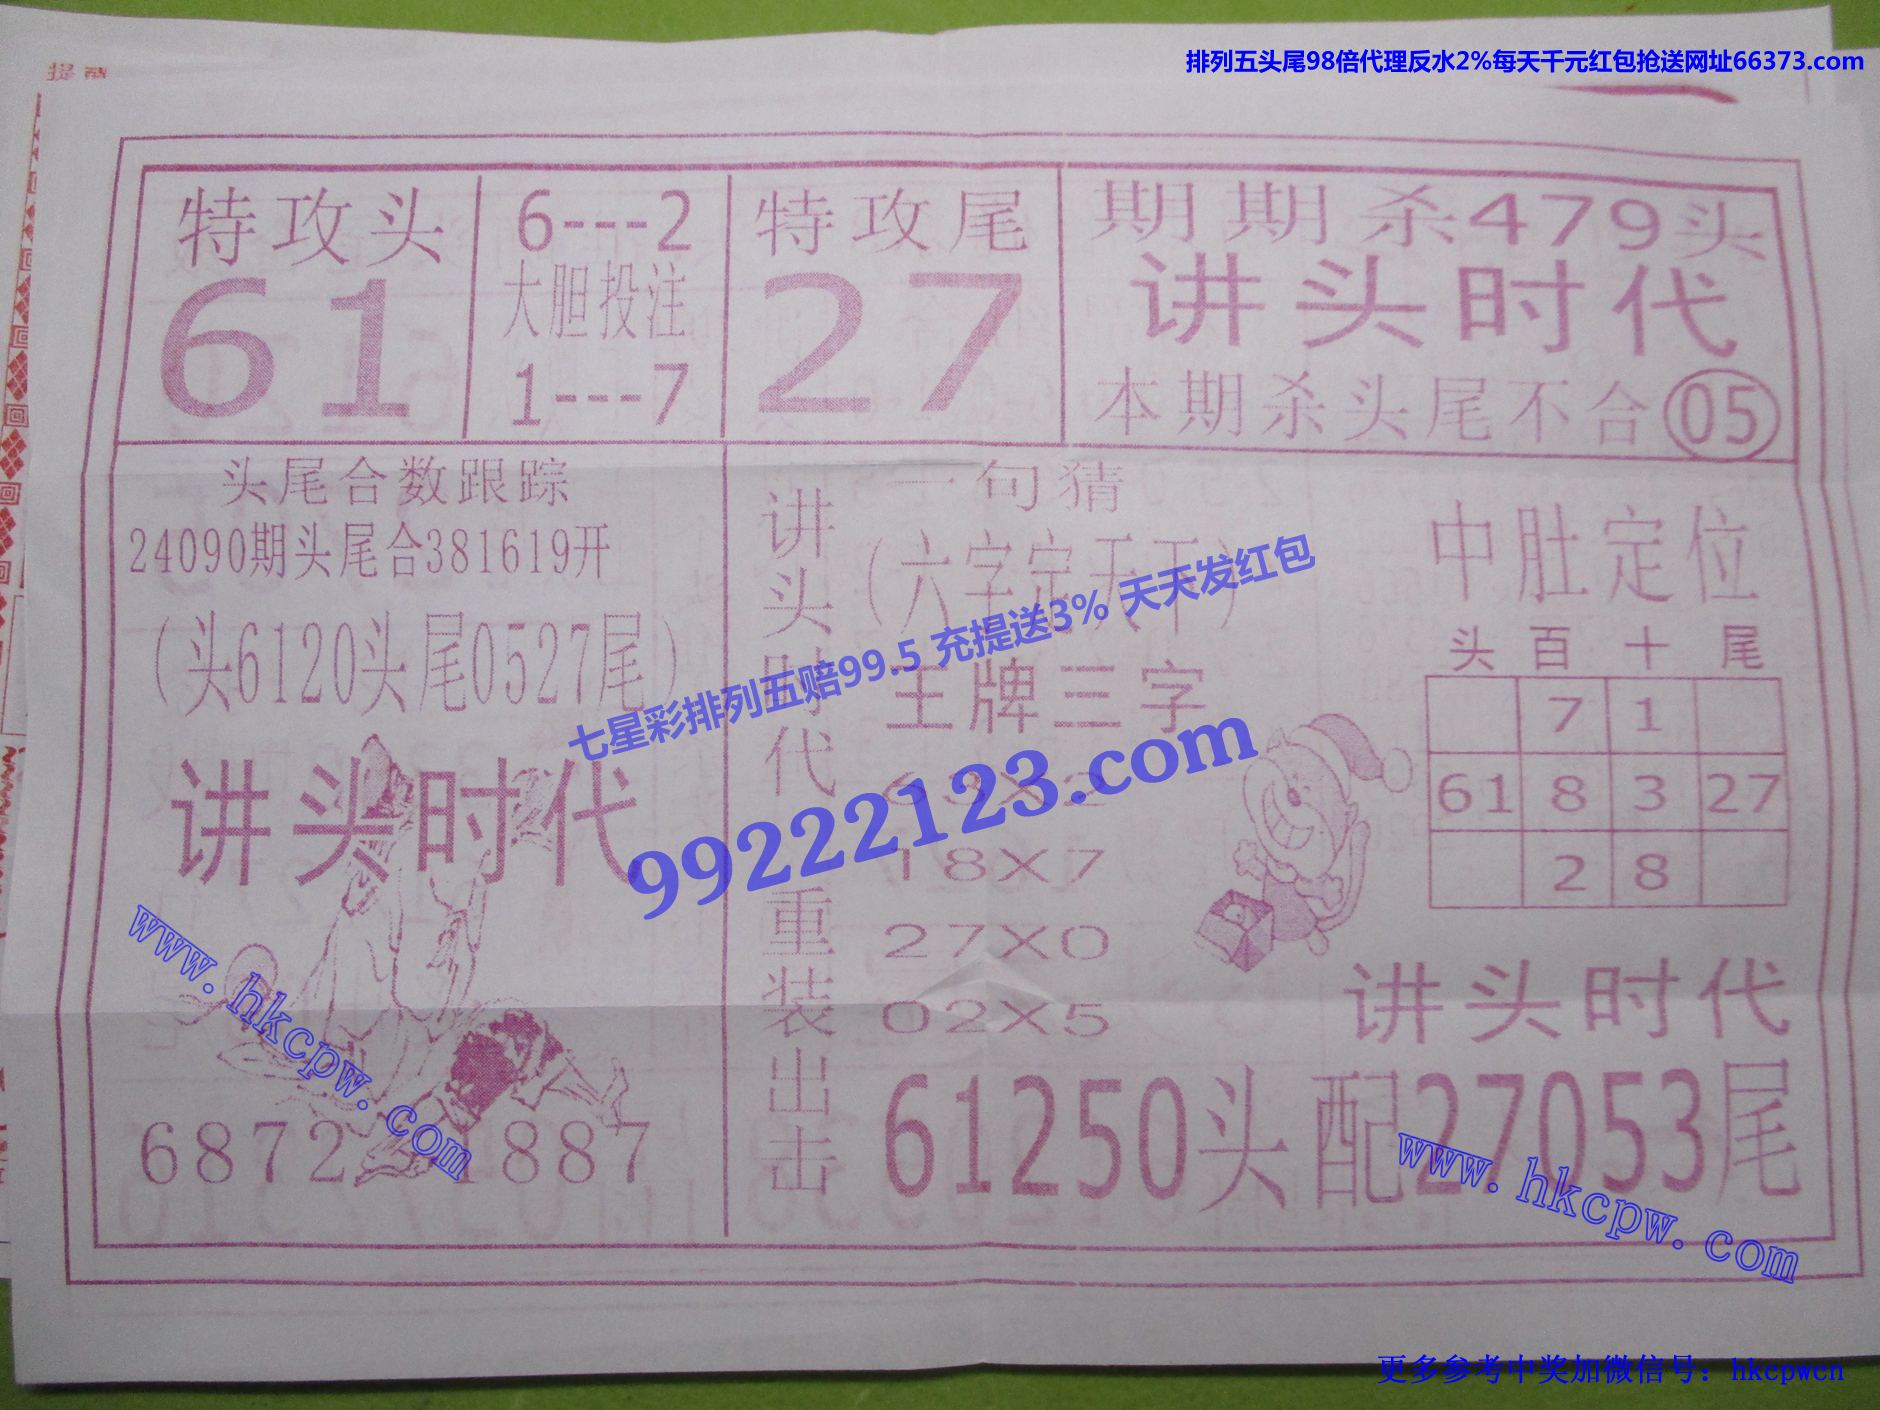 排列五头尾98倍代理反水2%每天千元红包抢送网址66373.com
特攻头
61
6---2
大胆投注
1---7
特攻尾
27
期期杀479头
讲头时代
本期杀头尾不合05
头尾合数跟踪
24090期头尾合381619开
(头6120头尾0527尾)
讲头时代
讲头时代重装出击
一句猜
(六字定天下)
王牌三字
63X2
18X7
27X0
02X5
61250头配27053尾
中肚定位
头百十尾
7 1
61 8 3 27
2 8
讲头时代
七星彩排列五赔99.5 充提送3% 天天发红包
99222123.com
www.hkcpw.com
www.hkcpw.com
更多参考中奖加微信号：hkcpwcn